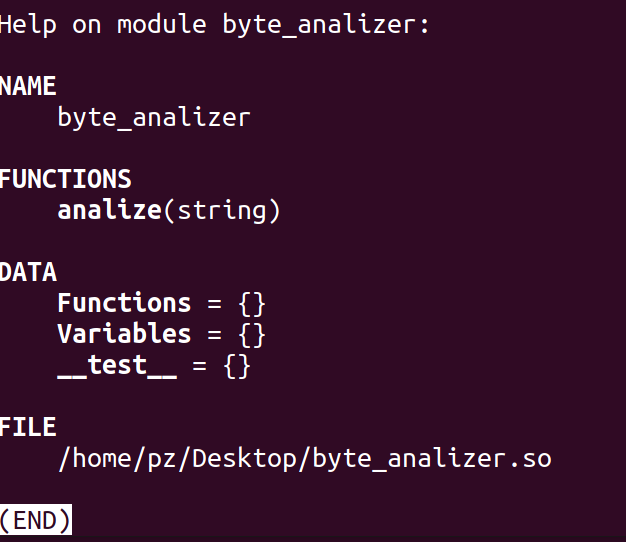 Help on module byte_analizer:
NAME
byte_analizer
FUNCTIONS
analize(string)
DATA
Functions = {}
Variables = {}
__test__ = {}
FILE
/home/pz/Desktop/byte_analizer.so
(END)